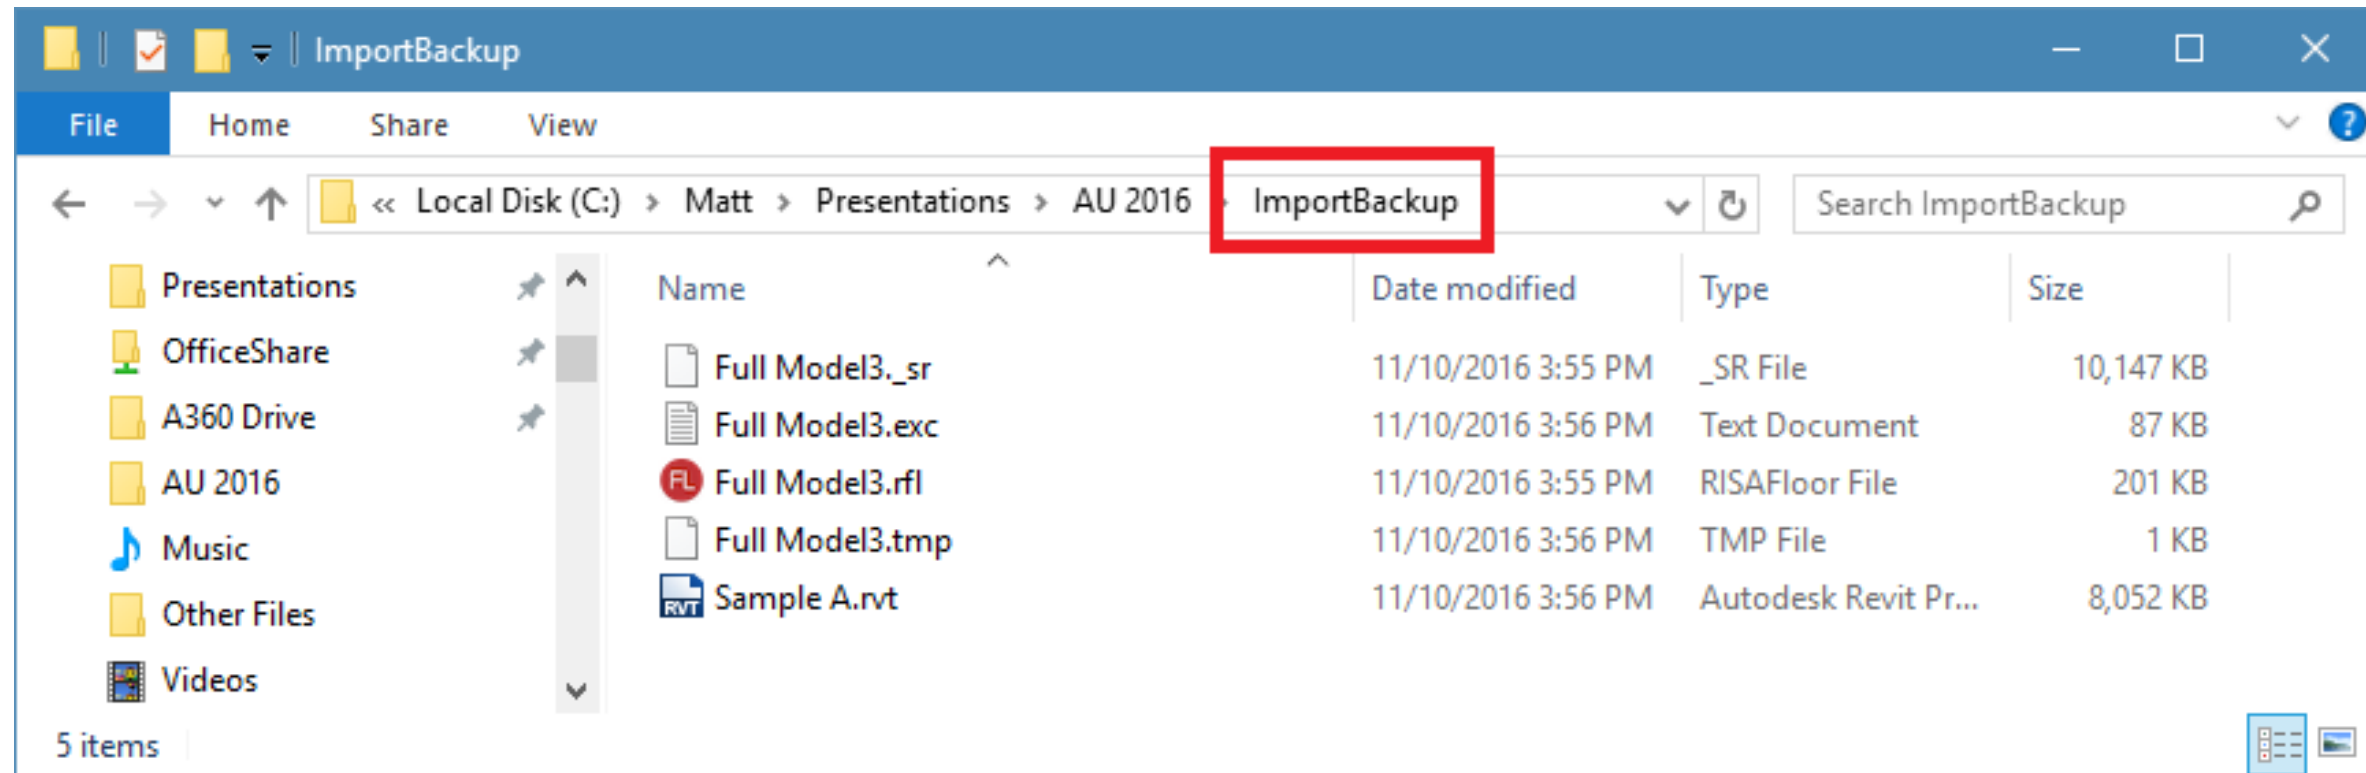 ImportBackup
File Home Share View
?
« Local Disk (C:) > Matt > Presentations > AU 2016 > ImportBackup Search ImportBackup
Presentations
OfficeShare
A360 Drive
AU 2016
Music
Other Files
Videos
Name Date modified Type Size
Full Model3._sr 11/10/2016 3:55 PM _SR File 10,147 KB
Full Model3.exc 11/10/2016 3:56 PM Text Document 87 KB
FL Full Model3.rfl 11/10/2016 3:55 PM RISAFloor File 201 KB
Full Model3.tmp 11/10/2016 3:56 PM TMP File 1 KB
RVT Sample A.rvt 11/10/2016 3:56 PM Autodesk Revit Pr... 8,052 KB
5 items